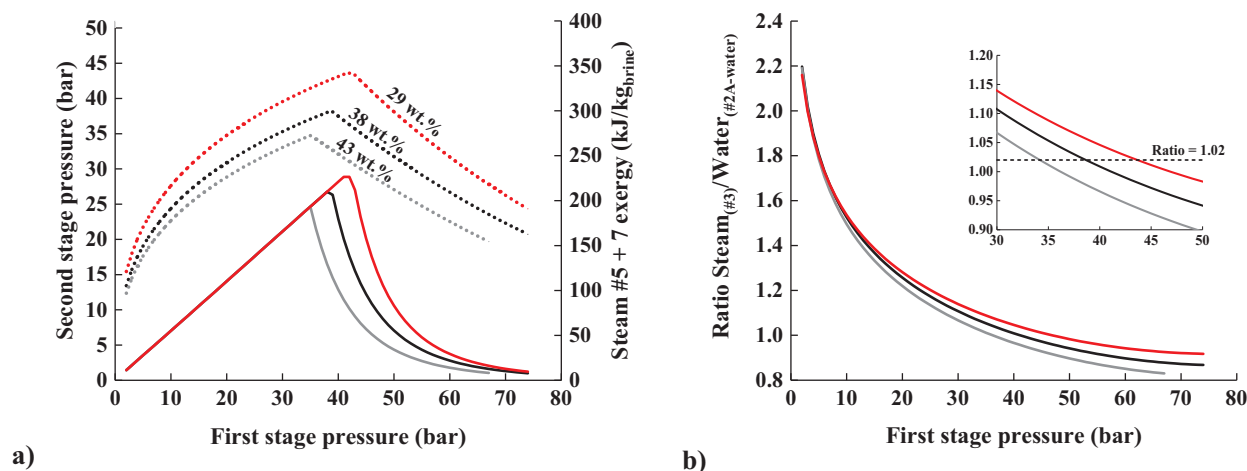 50
45
40
35
30
25
20
15
10
5
0
Second stage pressure (bar)
400
350
300
250
200
150
100
50
0
Steam #5 + 7 exergy (kJ/kgbrine)
29 wt.%
38 wt.%
43 wt.%
0 10 20 30 40 50 60 70 80
First stage pressure (bar)
a)
2.4
2.2
2.0
1.8
1.6
1.4
1.2
1.0
0.8
Ratio Steam(#3)/Water(#2A-water)
1.20
1.15
1.10
1.05
1.00
0.95
0.90
Ratio = 1.02
30 35 40 45 50
0 10 20 30 40 50 60 70 80
First stage pressure (bar)
b)